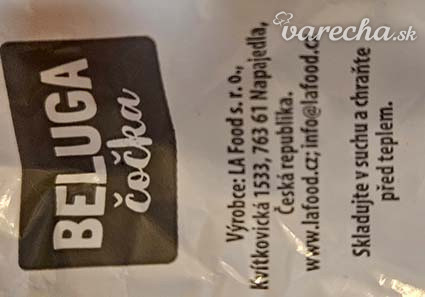 varecha.sk
BELUGA
čočka
Výrobce: LA Food s. r. o.,
Kvítkovická 1533, 763 61 Napajedla,
Česká republika.
www.lafood.cz; info@lafood.cz
Skladujte v suchu a chraňte
před teplem.